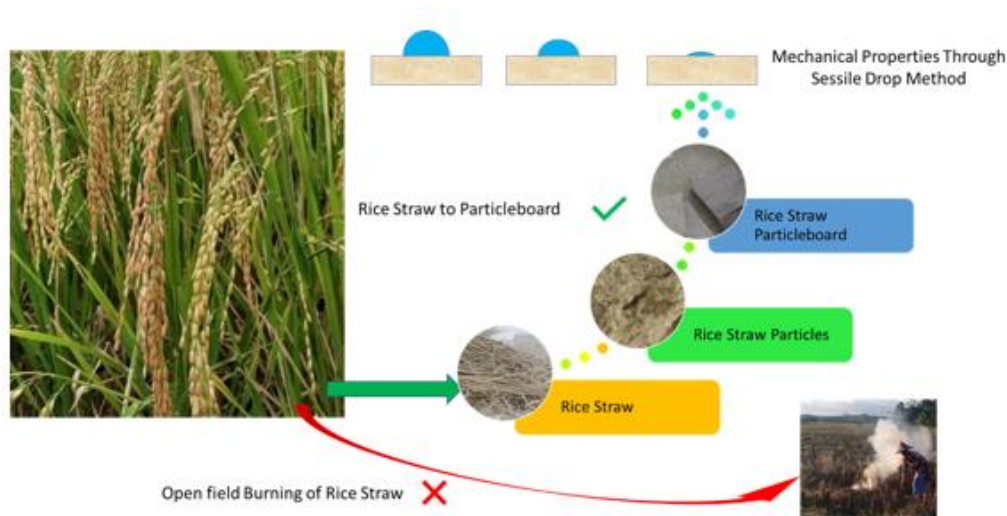 Mechanical Properties Through
Sessile Drop Method
Rice Straw to Particleboard
Rice Straw
Particleboard
Rice Straw Particles
Rice Straw
Open field Burning of Rice Straw